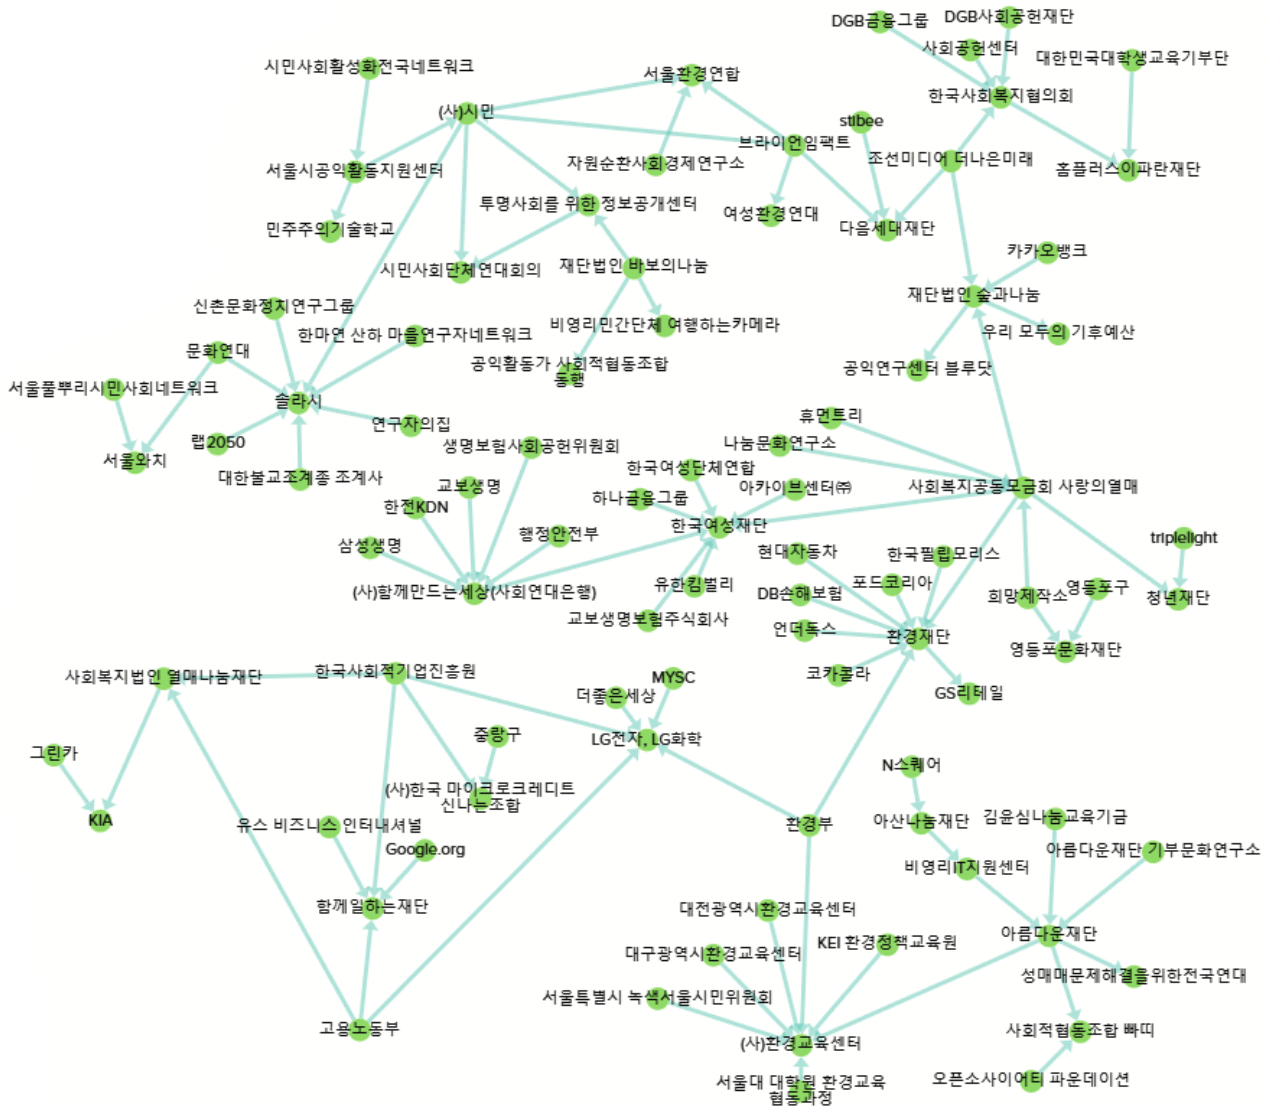 DGB금융그룹
DGB사회공헌재단
사회공헌센터
대한민국대학생교육기부단
시민사회활성화전국네트워크
서울환경연합
한국사회복지협의회
(사)시민
stibee
브라이언임팩트
자원순환사회경제연구소
조선미디어 더나은미래
홈플러스이파란재단
서울시공익활동지원센터
투명사회를 위한 정보공개센터
여성환경연대
다음세대재단
민주주의기술학교
시민사회단체연대회의
재단법인 바보의나눔
카카오뱅크
재단법인 숲과나눔
신촌문화정치연구그룹
한마연 산하 마을연구자네트워크
비영리민간단체 여행하는카메라
우리 모두의 기후예산
문화연대
공익활동가 사회적협동조합
동행
공익연구센터 블루닷
서울풀뿌리시민사회네트워크
솔라시
연구자의집
휴먼트리
랩2050
생명보험사회공헌위원회
나눔문화연구소
서울와치
대한불교조계종 조계사
한국여성단체연합
교보생명
아카이브센터㈜
사회복지공동모금회 사랑의열매
하나금융그룹
한전KDN
한국여성재단
행정안전부
triplelight
삼성생명
현대자동차
한국필립모리스
(사)함께만드는세상(사회연대은행)
유한킴벌리
DB손해보험
포드코리아
희망제작소
영등포구
청년재단
교보생명보험주식회사
언더독스
환경재단
영등포문화재단
사회복지법인 열매나눔재단
한국사회적기업진흥원
MYSC
코카콜라
GS리테일
더좋은세상
중랑구
LG전자, LG화학
그린카
N스퀘어
(사)한국 마이크로크레디트
신나는조합
KIA
유스 비즈니스 인터내셔널
환경부
아산나눔재단
김윤심나눔교육기금
Google.org
아름다운재단 기부문화연구소
비영리IT지원센터
함께일하는재단
대전광역시환경교육센터
아름다운재단
대구광역시환경교육센터
KEI 환경정책교육원
성매매문제해결을위한전국연대
서울특별시 녹색서울시민위원회
고용노동부
사회적협동조합 빠띠
(사)환경교육센터
서울대 대학원 환경교육
협동과정
오픈소사이어티 파운데이션